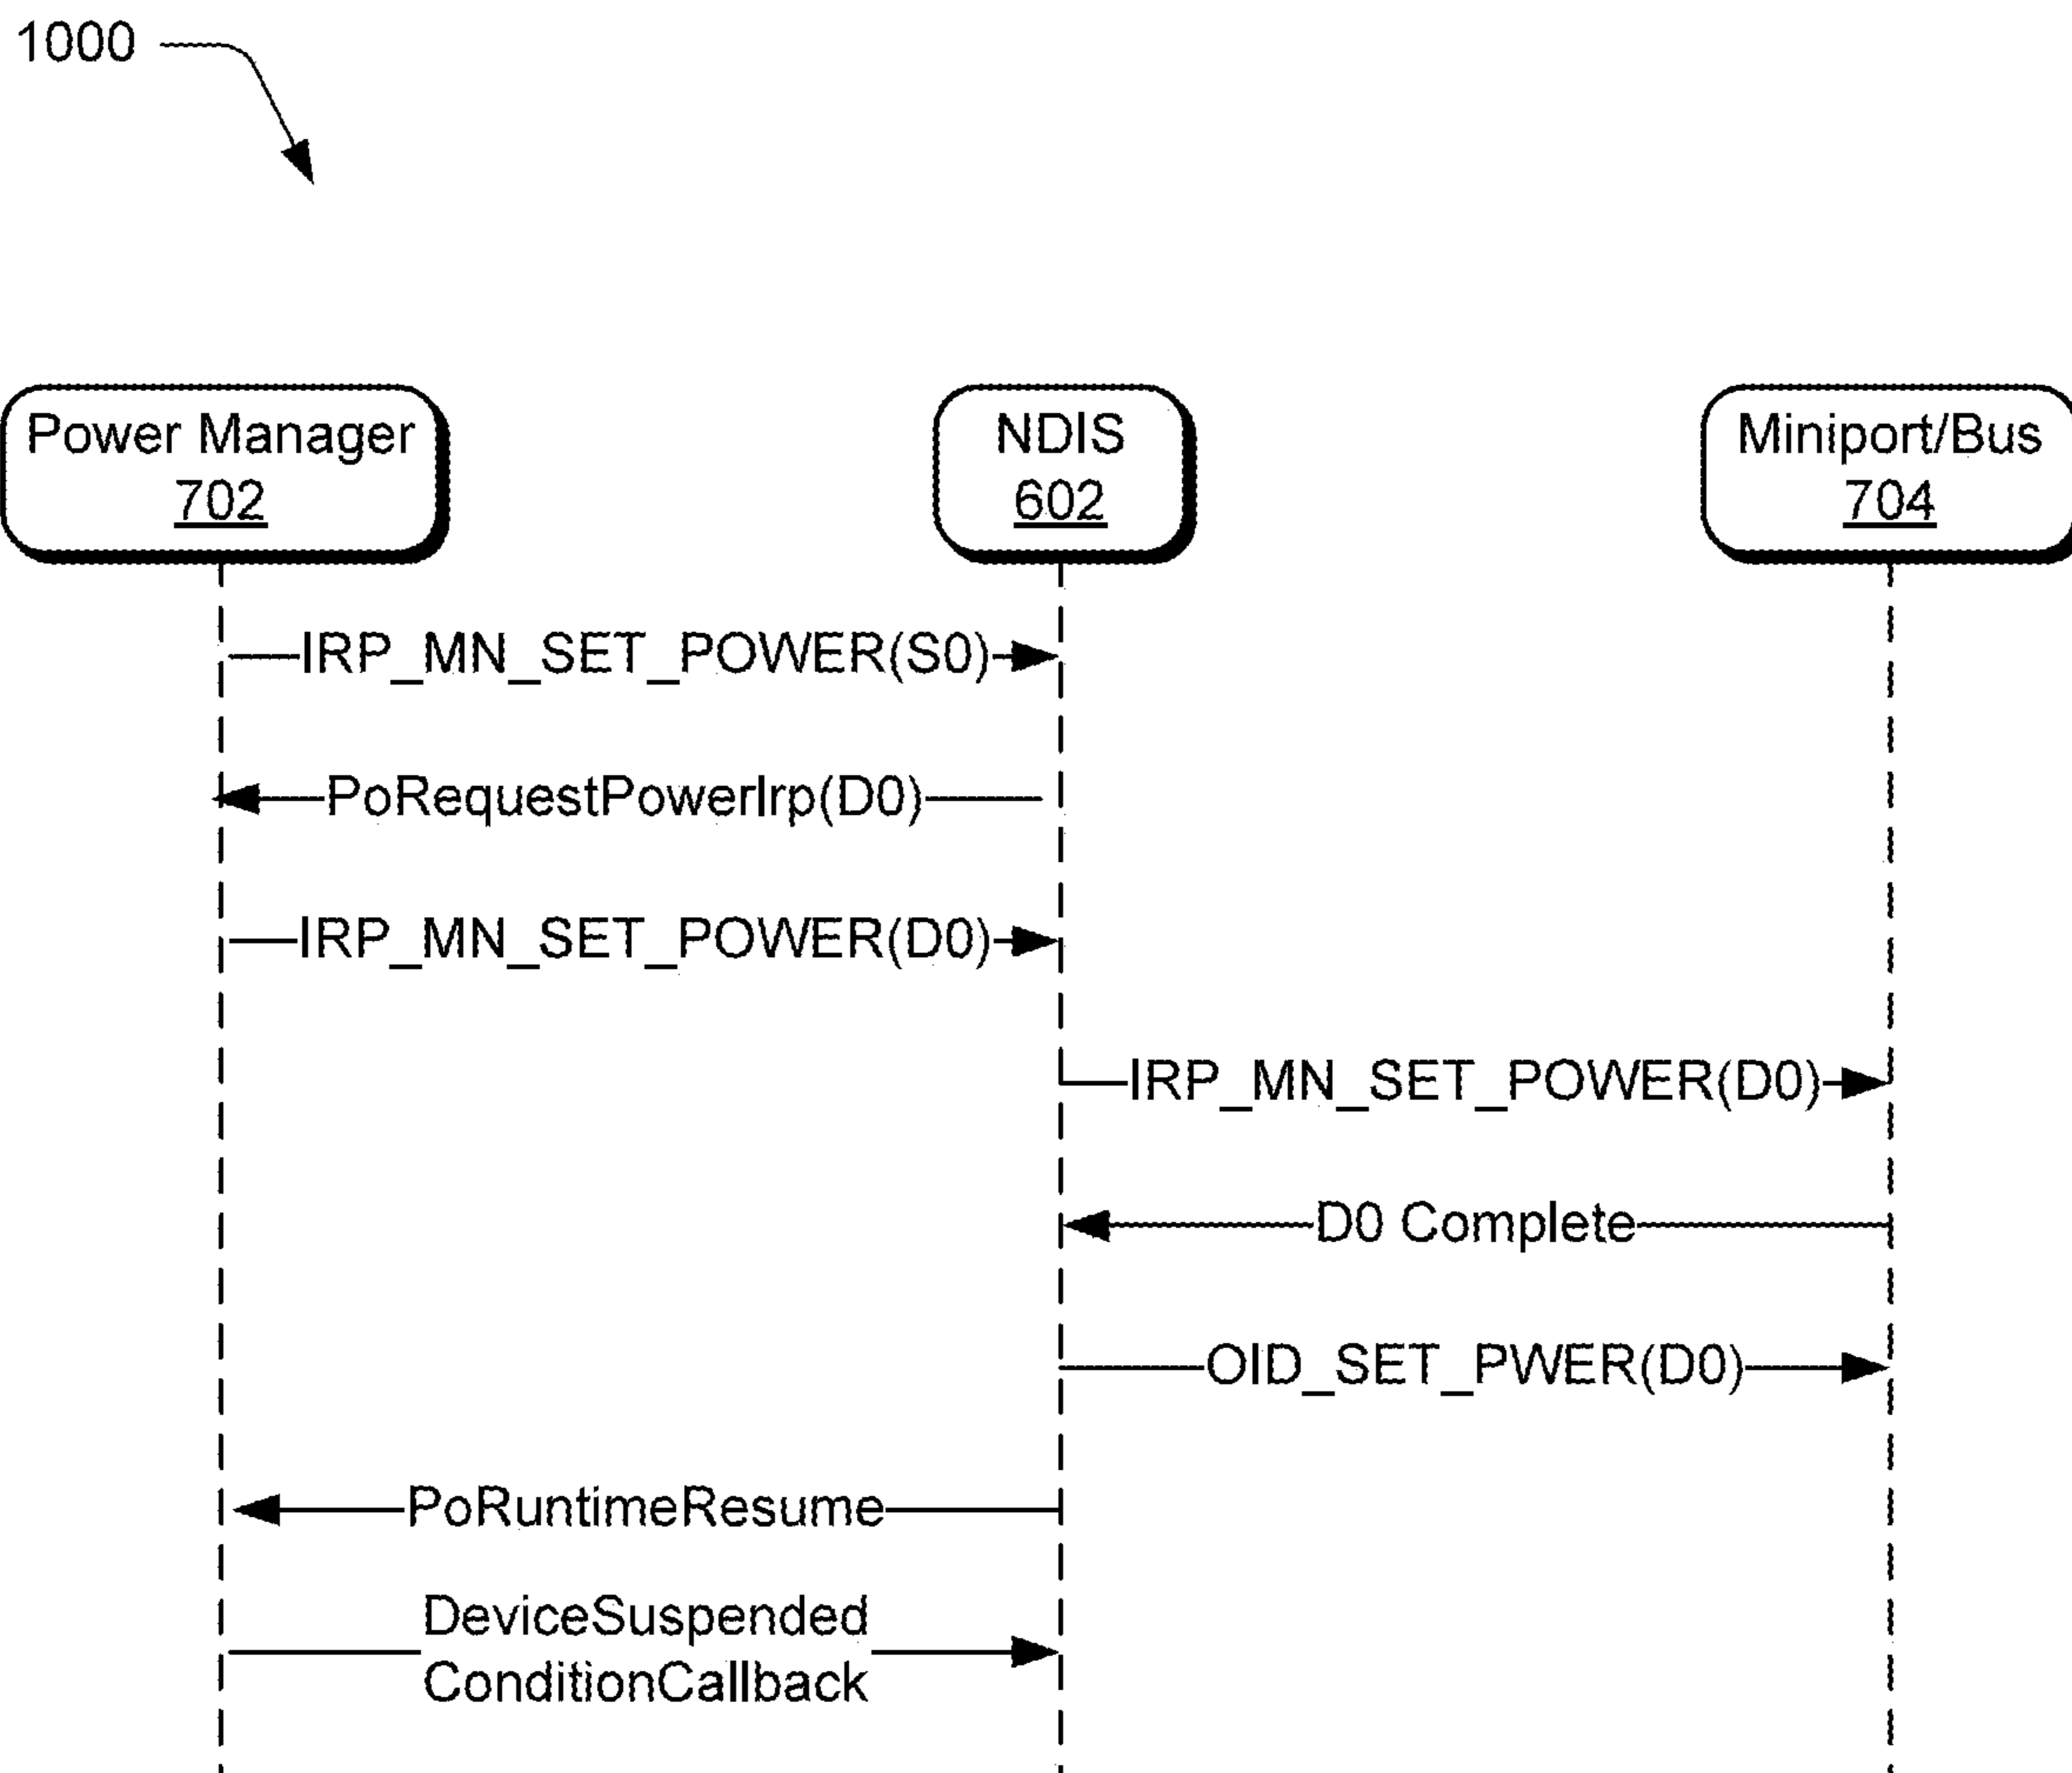 1000
Power Manager
702
NDIS
602
Miniport/Bus
704
IRP_MN_SET_POWER(S0)
PoRequestPowerIrp(D0)
IRP_MN_SET_POWER(D0)
IRP_MN_SET_POWER(D0)
D0 Complete
OID_SET_PWER(D0)
PoRuntimeResume
DeviceSuspended
ConditionCallback